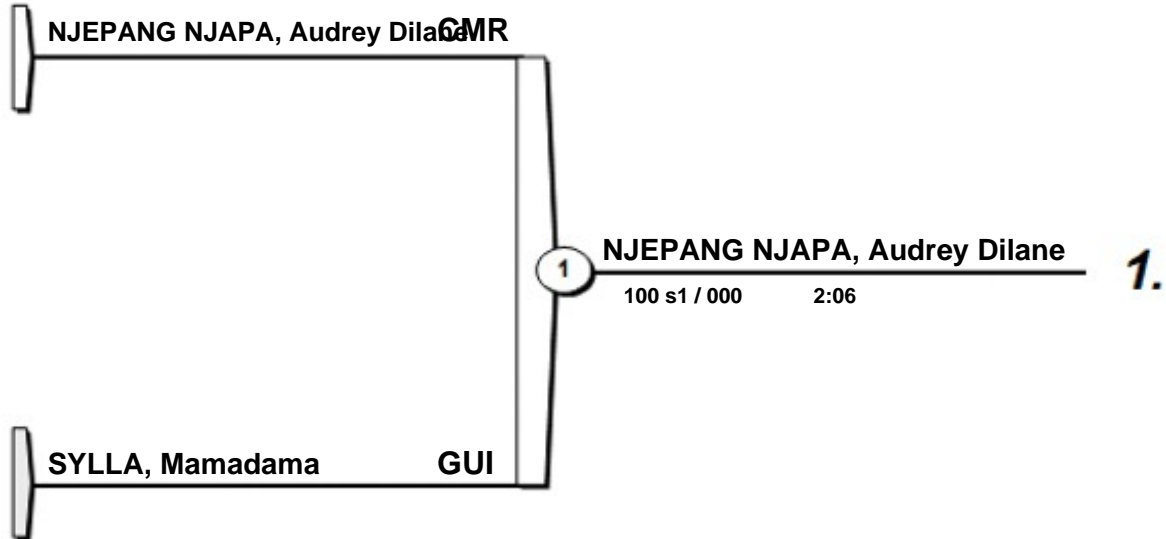 NJEPANG NJAPA, Audrey Dilane CMR
1
NJEPANG NJAPA, Audrey Dilane
1.
100 s1 / 000 2:06
SYLLA, Mamadama GUI